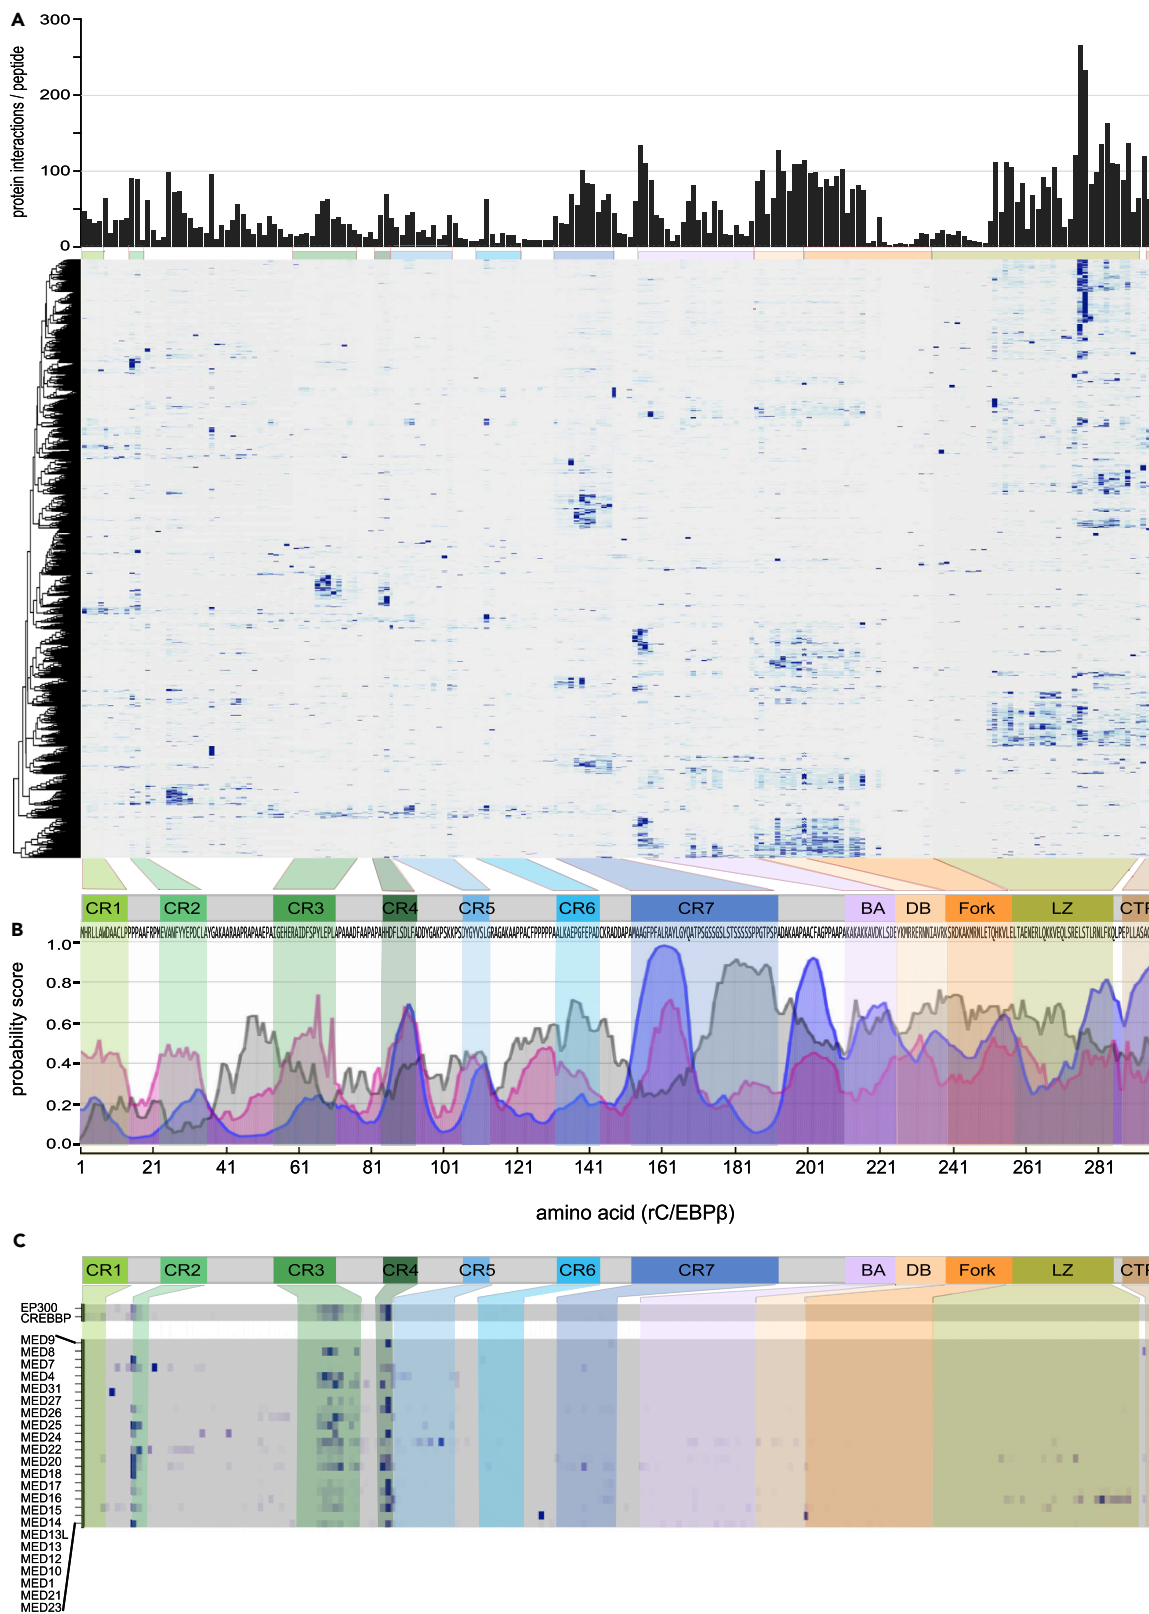 A
300
200
100
0
protein interactions / peptide
CR1 CR2 CR3 CR4 CR5 CR6 CR7 BA DB Fork LZ CTR
B
1.0
0.8
0.6
0.4
0.2
0.0
probability score
1 21 41 61 81 101 121 141 161 181 201 221 241 261 281
amino acid (rC/EBPβ)
C
CR1 CR2 CR3 CR4 CR5 CR6 CR7 BA DB Fork LZ
EP300
CREBBP
MED9
MED8
MED7
MED4
MED31
MED27
MED26
MED25
MED24
MED22
MED20
MED18
MED17
MED16
MED15
MED14
MED13L
MED13
MED12
MED10
MED1
MED21
MED23